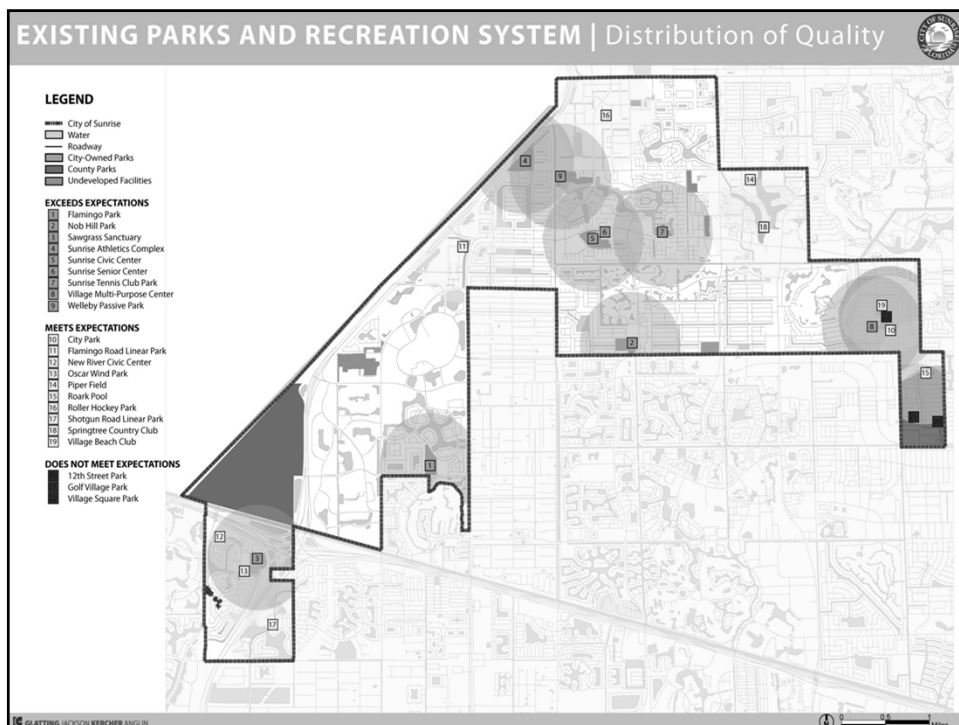 EXISTING PARKS AND RECREATION SYSTEM | Distribution of Quality
CITY OF SUNRISE
FLORIDA
LEGEND
City of Sunrise
Water
Roadway
City-Owned Parks
County Parks
Undeveloped Facilities
EXCEEDS EXPECTATIONS
1 Flamingo Park
2 Nob Hill Park
3 Sawgrass Sanctuary
4 Sunrise Athletics Complex
5 Sunrise Civic Center
6 Sunrise Senior Center
7 Sunrise Tennis Club Park
8 Village Multi-Purpose Center
9 Welleby Passive Park
MEETS EXPECTATIONS
10 City Park
11 Flamingo Road Linear Park
12 New River Civic Center
13 Oscar Wind Park
14 Piper Field
15 Roark Pool
16 Roller Hockey Park
17 Shotgun Road Linear Park
18 Springtree Country Club
19 Village Beach Club
DOES NOT MEET EXPECTATIONS
12th Street Park
Golf Village Park
Village Square Park
16
4
9
14
18
6
5
7
11
19
8
10
2
15
1
12
3
13
17
GLATTING JACKSON KERCHER ANGLIN
N
0 0.5 1
Miles